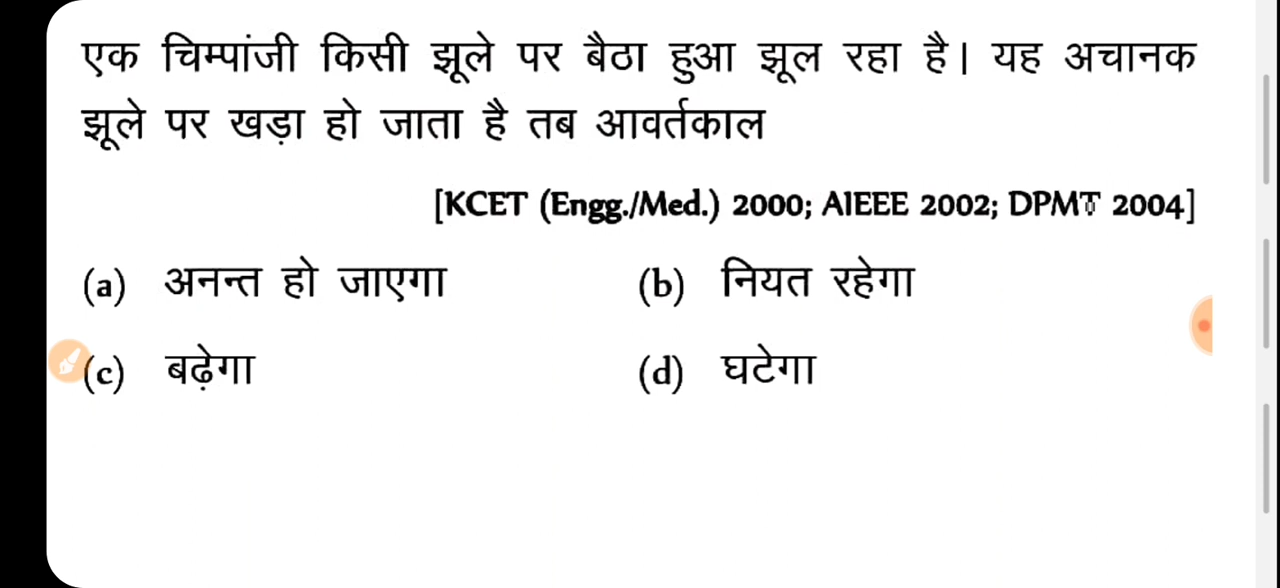 एक चिम्पांजी किसी झूले पर बैठा हुआ झूल रहा है। यह अचानक
झूले पर खड़ा हो जाता है तब आवर्तकाल
[KCET (Engg./Med.) 2000; AIEEE 2002; DPMT 2004]
(a) अनन्त हो जाएगा (b) नियत रहेगा
(c) बढ़ेगा (d) घटेगा